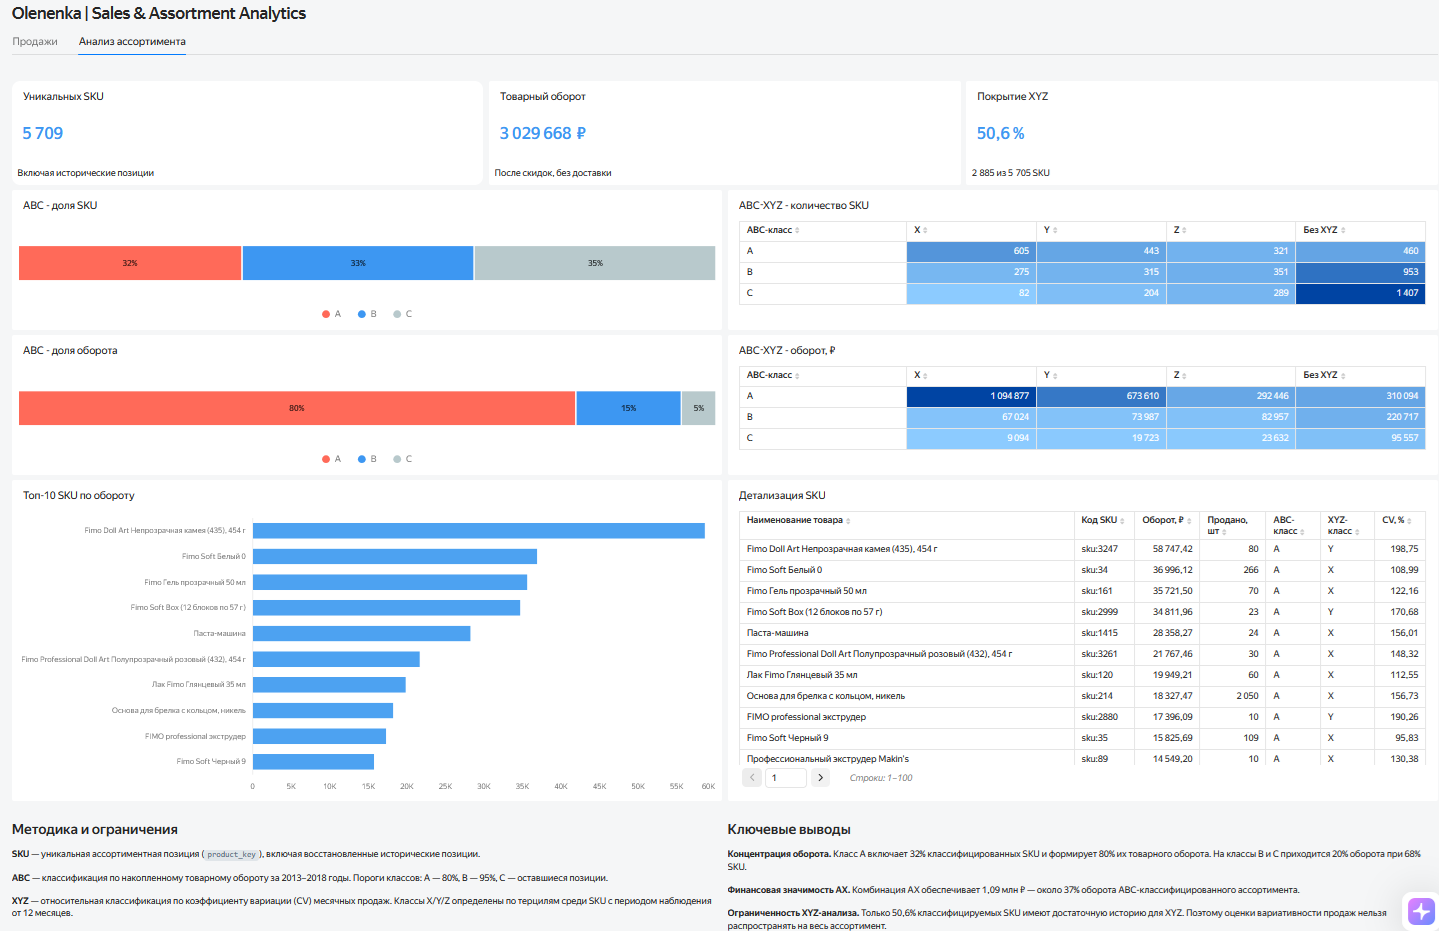 Olenenka | Sales & Assortment Analytics
Продажи Анализ ассортимента
Уникальных SKU
5 709
Включая исторические позиции
Товарный оборот
3 029 668 ₽
После скидок, без доставки
Покрытие XYZ
50,6 %
2 885 из 5 705 SKU
ABC - доля SKU
32% 33% 35%
A B C
ABC-XYZ - количество SKU
ABC-класс X Y Z Без XYZ
A 605 443 321 460
B 275 315 351 953
C 82 204 289 1 407
ABC - доля оборота
80% 15% 5%
A B C
ABC-XYZ - оборот, ₽
ABC-класс X Y Z Без XYZ
A 1 094 877 673 610 292 446 310 094
B 67 024 73 987 82 957 220 717
C 9 094 19 723 23 632 95 557
Топ-10 SKU по обороту
Fimo Doll Art Непрозрачная камея (435), 454 г
Fimo Soft Белый 0
Fimo Гель прозрачный 50 мл
Fimo Soft Box (12 блоков по 57 г)
Паста-машина
Fimo Professional Doll Art Полупрозрачный розовый (432), 454 г
Лак Fimo Глянцевый 35 мл
Основа для брелка с кольцом, никель
FIMO professional экструдер
Fimo Soft Черный 9
0 5K 10K 15K 20K 25K 30K 35K 40K 45K 50K 55K 60K
Детализация SKU
Наименование товара Код SKU Оборот, ₽ Продано, шт ABC-класс XYZ-класс CV, %
Fimo Doll Art Непрозрачная камея (435), 454 г sku:3247 58 747,42 80 A Y 198,75
Fimo Soft Белый 0 sku:34 36 996,12 266 A X 108,99
Fimo Гель прозрачный 50 мл sku:161 35 721,50 70 A X 122,16
Fimo Soft Box (12 блоков по 57 г) sku:2999 34 811,96 23 A Y 170,68
Паста-машина sku:1415 28 358,27 24 A X 156,01
Fimo Professional Doll Art Полупрозрачный розовый (432), 454 г sku:3261 21 767,46 30 A X 148,32
Лак Fimo Глянцевый 35 мл sku:120 19 949,21 60 A X 112,55
Основа для брелка с кольцом, никель sku:214 18 327,47 2 050 A X 156,73
FIMO professional экструдер sku:2880 17 396,09 10 A Y 190,26
Fimo Soft Черный 9 sku:35 15 825,69 109 A X 95,83
Профессиональный экструдер Makin's sku:89 14 549,20 10 A X 130,38
1 Строки: 1–100
Методика и ограничения
SKU — уникальная ассортиментная позиция (product_key), включая восстановленные исторические позиции.
ABC — классификация по накопленному товарному обороту за 2013–2018 годы. Пороги классов: A — 80%, B — 95%, C — оставшиеся позиции.
XYZ — относительная классификация по коэффициенту вариации (CV) месячных продаж. Классы X/Y/Z определены по терцилям среди SKU с периодом наблюдения
от 12 месяцев.
Ключевые выводы
Концентрация оборота. Класс A включает 32% классифицированных SKU и формирует 80% их товарного оборота. На классы B и C приходится 20% оборота при 68%
SKU.
Финансовая значимость AX. Комбинация AX обеспечивает 1,09 млн ₽ — около 37% оборота ABC-классифицированного ассортимента.
Ограниченность XYZ-анализа. Только 50,6% классифицируемых SKU имеют достаточную историю для XYZ. Поэтому оценки вариативности продаж нельзя
распространять на весь ассортимент.